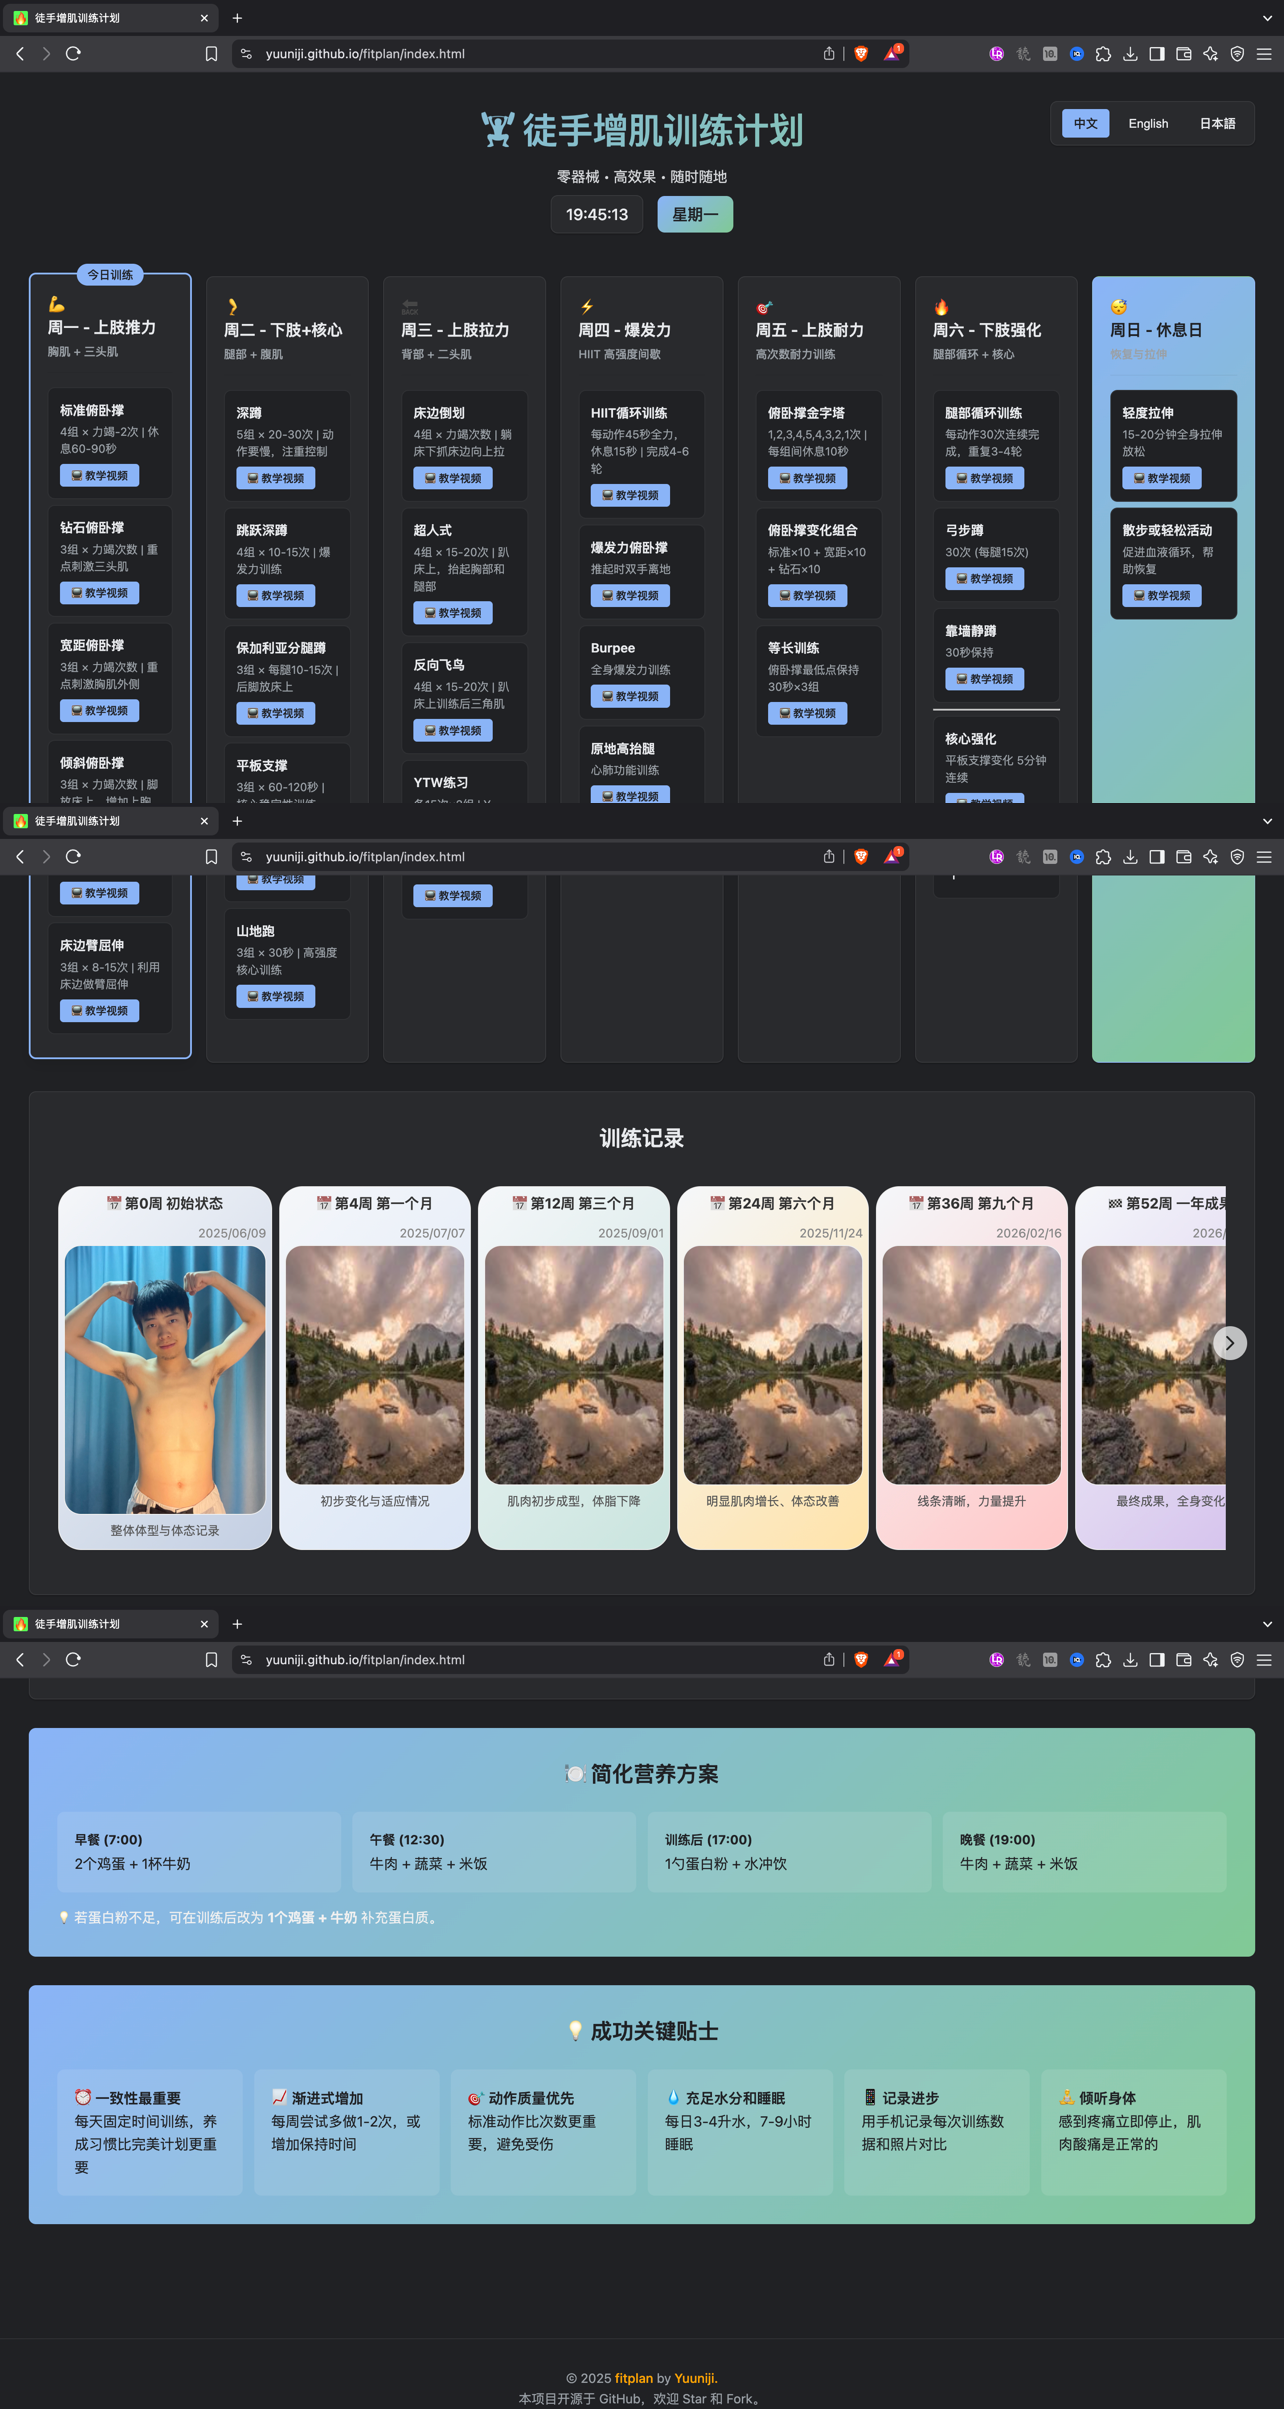 徒手增肌训练计划
yuuniji.github.io/fitplan/index.html
1
10.
徒手增肌训练计划
中文
English
日本語
零器械・高效果・随时随地
19:45:13
星期一
今日训练
周一 - 上肢推力
胸肌 + 三头肌
标准俯卧撑
4组 × 力竭-2次 | 休
息60-90秒
教学视频
钻石俯卧撑
3组 × 力竭次数 | 重
点刺激三头肌
教学视频
宽距俯卧撑
3组 × 力竭次数 | 重
点刺激胸肌外侧
教学视频
倾斜俯卧撑
3组 × 力竭次数 | 脚
放床上，增加上胸
周二 - 下肢+核心
腿部 + 腹肌
深蹲
5组 × 20-30次 | 动
作要慢，注重控制
教学视频
跳跃深蹲
4组 × 10-15次 | 爆
发力训练
教学视频
保加利亚分腿蹲
3组 × 每腿10-15次 |
后脚放床上
教学视频
平板支撑
3组 × 60-120秒 |
核心稳定性训练
BACK
周三 - 上肢拉力
背部 + 二头肌
床边倒划
4组 × 力竭次数 | 躺
床下抓床边向上拉
教学视频
超人式
4组 × 15-20次 | 趴
床上，抬起胸部和
腿部
教学视频
反向飞鸟
4组 × 15-20次 | 趴
床上训练后三角肌
教学视频
YTW练习
周四 - 爆发力
HIIT 高强度间歇
HIIT循环训练
每动作45秒全力，
休息15秒 | 完成4-6
轮
教学视频
爆发力俯卧撑
推起时双手离地
教学视频
Burpee
全身爆发力训练
教学视频
原地高抬腿
心肺功能训练
教学视频
周五 - 上肢耐力
高次数耐力训练
俯卧撑金字塔
1,2,3,4,5,4,3,2,1次 |
每组间休息10秒
教学视频
俯卧撑变化组合
标准×10 + 宽距×10
+ 钻石×10
教学视频
等长训练
俯卧撑最低点保持
30秒×3组
教学视频
周六 - 下肢强化
腿部循环 + 核心
腿部循环训练
每动作30次连续完
成，重复3-4轮
教学视频
弓步蹲
30次 (每腿15次)
教学视频
靠墙静蹲
30秒保持
教学视频
核心强化
平板支撑变化 5分钟
连续
教学视频
周日 - 休息日
恢复与拉伸
轻度拉伸
15-20分钟全身拉伸
放松
教学视频
散步或轻松活动
促进血液循环，帮
助恢复
教学视频
徒手增肌训练计划
yuuniji.github.io/fitplan/index.html
1
10.
教学视频
床边臂屈伸
3组 × 8-15次 | 利用
床边做臂屈伸
教学视频
教学视频
山地跑
3组 × 30秒 | 高强度
核心训练
教学视频
教学视频
训练记录
第0周 初始状态
2025/06/09
整体体型与体态记录
第4周 第一个月
2025/07/07
初步变化与适应情况
第12周 第三个月
2025/09/01
肌肉初步成型，体脂下降
第24周 第六个月
2025/11/24
明显肌肉增长、体态改善
第36周 第九个月
2026/02/16
线条清晰，力量提升
第52周 一年成果
2026/
最终成果，全身变化
徒手增肌训练计划
yuuniji.github.io/fitplan/index.html
1
10.
简化营养方案
早餐 (7:00)
2个鸡蛋 + 1杯牛奶
午餐 (12:30)
牛肉 + 蔬菜 + 米饭
训练后 (17:00)
1勺蛋白粉 + 水冲饮
晚餐 (19:00)
牛肉 + 蔬菜 + 米饭
若蛋白粉不足，可在训练后改为 1个鸡蛋 + 牛奶 补充蛋白质。
成功关键贴士
一致性最重要
每天固定时间训练，养
成习惯比完美计划更重
要
渐进式增加
每周尝试多做1-2次，或
增加保持时间
动作质量优先
标准动作比次数更重
要，避免受伤
充足水分和睡眠
每日3-4升水，7-9小时
睡眠
记录进步
用手机记录每次训练数
据和照片对比
倾听身体
感到疼痛立即停止，肌
肉酸痛是正常的
© 2025 fitplan by Yuuniji.
本项目开源于 GitHub，欢迎 Star 和 Fork。